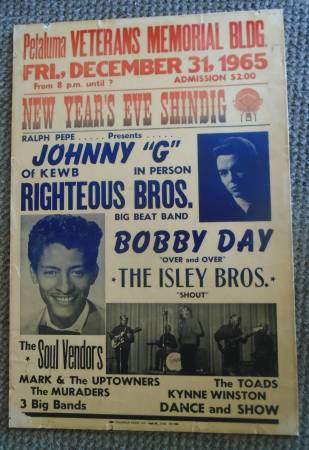 Petaluma VETERANS MEMORIAL BLDG.
FRI., DECEMBER 31, 1965
From 8 p.m. until ?
ADMISSION $2.00
NEW YEAR'S EVE SHINDIG
RALPH PEPE ..... Presents .....
JOHNNY "G"
OF KEWB
IN PERSON
RIGHTEOUS BROS.
BIG BEAT BAND
BOBBY DAY
"OVER and OVER"
* THE ISLEY BROS. *
"SHOUT"
The Soul Vendors
MARK & The UPTOWNERS
The MURADERS
3 Big Bands
The TOADS
KYNNE WINSTON
DANCE and SHOW